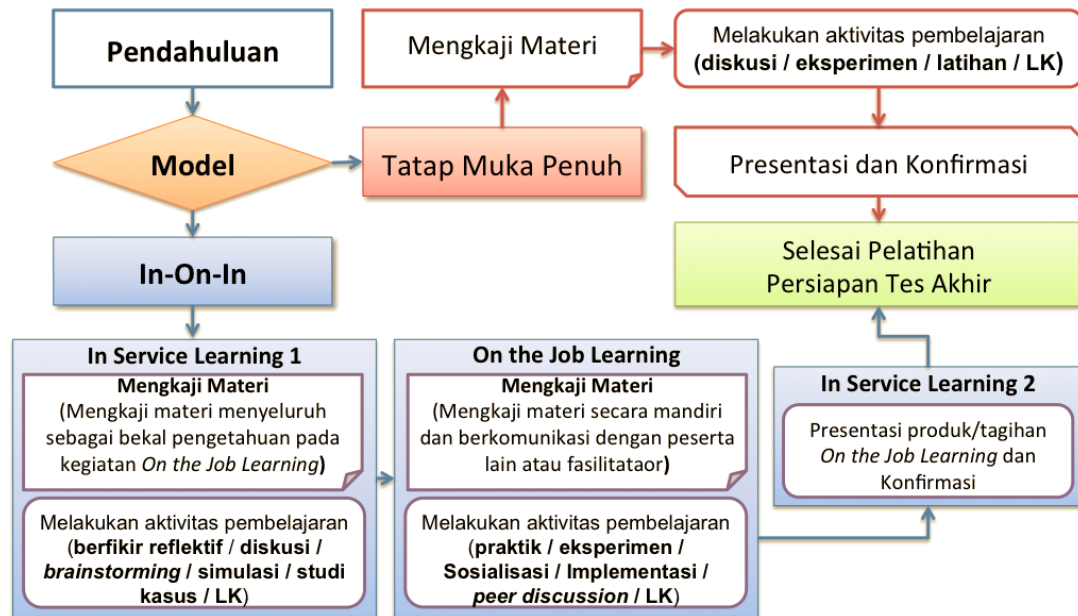 Pendahuluan
Model
Tatap Muka Penuh
Mengkaji Materi
Melakukan aktivitas pembelajaran
(diskusi / eksperimen / latihan / LK)
Presentasi dan Konfirmasi
Selesai Pelatihan
Persiapan Tes Akhir
In-On-In
In Service Learning 1
Mengkaji Materi
(Mengkaji materi menyeluruh
sebagai bekal pengetahuan pada
kegiatan On the Job Learning)
Melakukan aktivitas pembelajaran
(berfikir reflektif / diskusi /
brainstorming / simulasi / studi
kasus / LK)
On the Job Learning
Mengkaji Materi
(Mengkaji materi secara mandiri
dan berkomunikasi dengan peserta
lain atau fasilitataor)
Melakukan aktivitas pembelajaran
(praktik / eksperimen /
Sosialisasi / Implementasi /
peer discussion / LK)
In Service Learning 2
Presentasi produk/tagihan
On the Job Learning dan
Konfirmasi